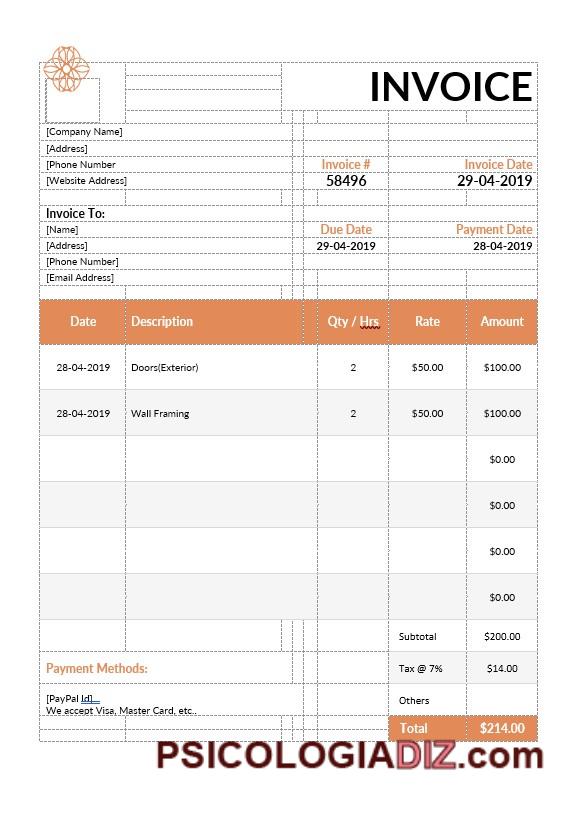 INVOICE
[Company Name]
[Address]
[Phone Number Invoice # Invoice Date
[Website Address] 58496 29-04-2019
Invoice To:
[Name] Due Date Payment Date
[Address] 29-04-2019 28-04-2019
[Phone Number]
[Email Address]
Date Description Qty / Hrs Rate Amount
28-04-2019 Doors(Exterior) 2 $50.00 $100.00
28-04-2019 Wall Framing 2 $50.00 $100.00
$0.00
$0.00
$0.00
$0.00
Subtotal $200.00
Payment Methods: Tax @ 7% $14.00
[PayPal Id] Others
We accept Visa, Master Card, etc..
Total $214.00
PSICOLOGIADIZ.com